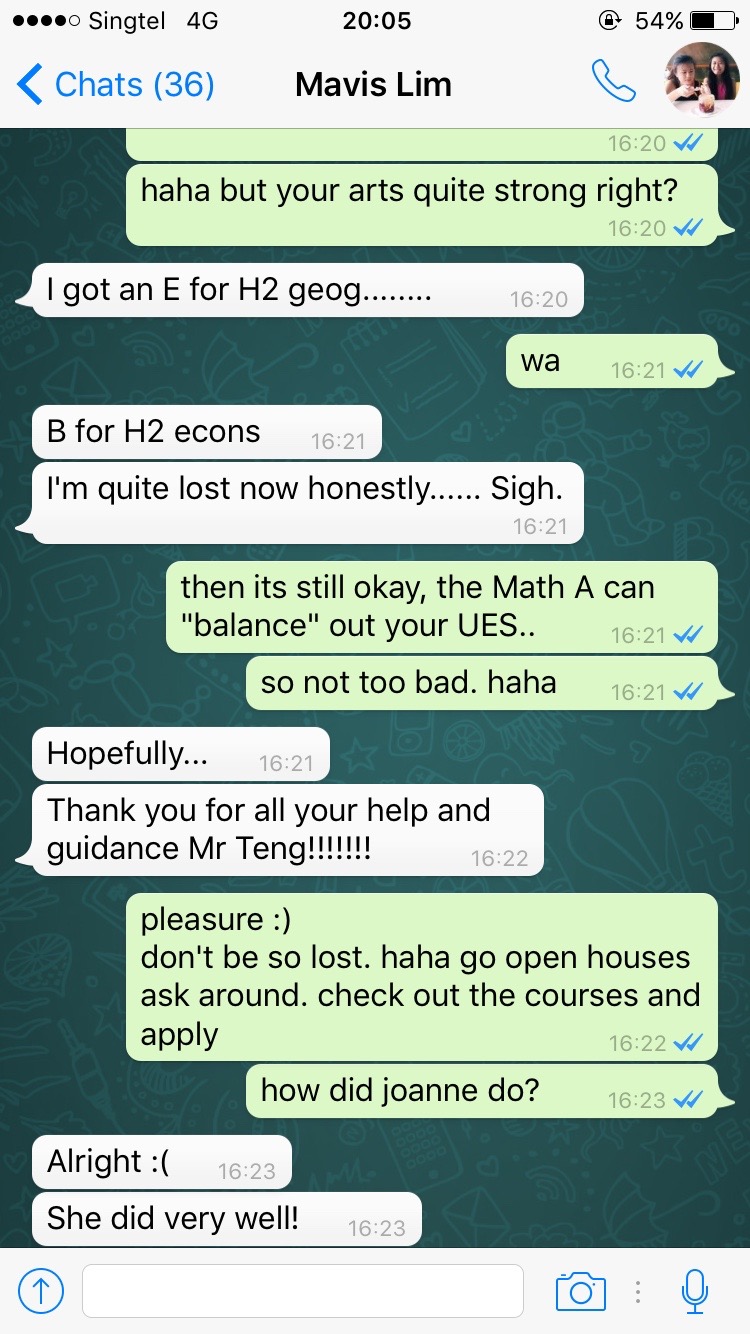 Singtel 4G 20:05 54%
Chats (36) Mavis Lim
16:20
haha but your arts quite strong right?
16:20
I got an E for H2 geog........ 16:20
wa 16:21
B for H2 econs 16:21
I'm quite lost now honestly...... Sigh.
16:21
then its still okay, the Math A can
"balance" out your UES.. 16:21
so not too bad. haha 16:21
Hopefully... 16:21
Thank you for all your help and
guidance Mr Teng!!!!!!! 16:22
pleasure :)
don't be so lost. haha go open houses
ask around. check out the courses and
apply 16:22
how did joanne do? 16:23
Alright :( 16:23
She did very well! 16:23